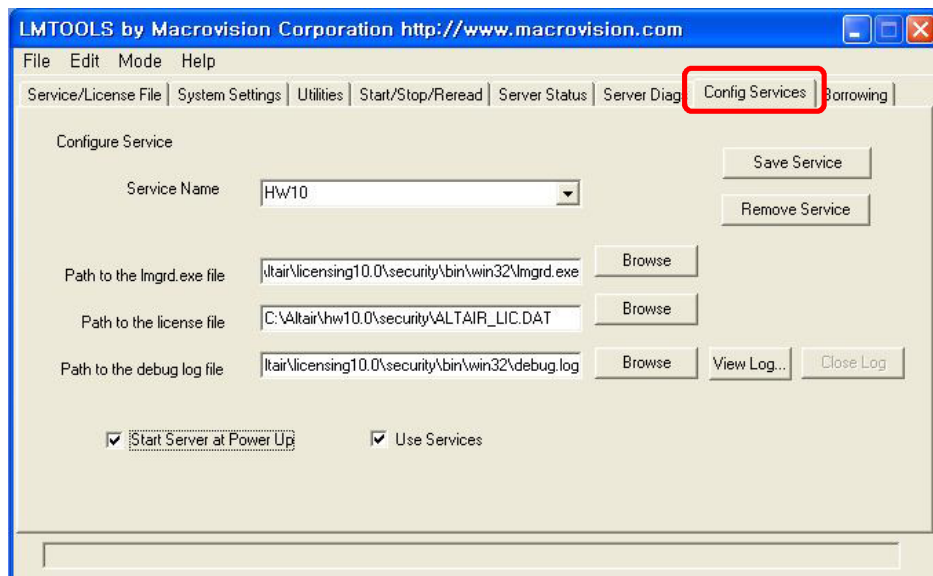 LMTOOLS by Macrovision Corporation http://www.macrovision.com
File Edit Mode Help
Service/License File System Settings Utilities Start/Stop/Reread Server Status Server Diags Config Services Borrowing
Configure Service
Save Service
Service Name HW10
Remove Service
Path to the lmgrd.exe file ltair\licensing10.0\security\bin\win32\lmgrd.exe Browse
Path to the license file C:\Altair\hw10.0\security\ALTAIR_LIC.DAT Browse
Path to the debug log file ltair\licensing10.0\security\bin\win32\debug.log Browse View Log... Close Log
Start Server at Power Up Use Services